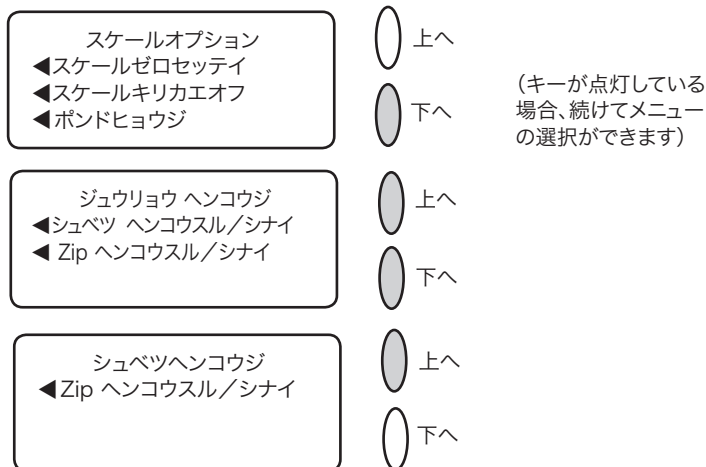 スケールオプション
◀スケールゼロセッテイ
◀スケールキリカエオフ
◀ポンドヒョウジ
上へ
下へ
（キーが点灯している
場合、続けてメニュー
の選択ができます）
ジュウリョウ ヘンコウジ
◀シュベツ ヘンコウスル／シナイ
◀ Zip ヘンコウスル／シナイ
上へ
下へ
シュベツヘンコウジ
◀Zip ヘンコウスル／シナイ
上へ
下へ